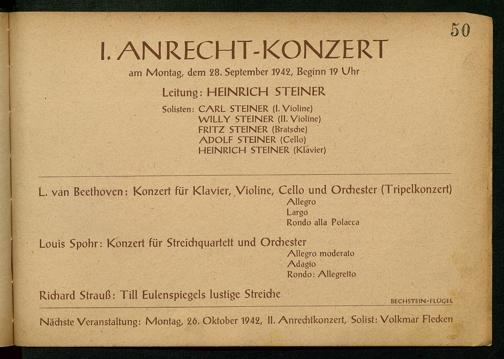 50
I. ANRECHT-KONZERT
am Montag, dem 28. September 1942, Beginn 19 Uhr
Leitung: HEINRICH STEINER
Solisten: CARL STEINER (I. Violine)
WILLY STEINER (II. Violine)
FRITZ STEINER (Bratsche)
ADOLF STEINER (Cello)
HEINRICH STEINER (Klavier)
L. van Beethoven: Konzert für Klavier, Violine, Cello und Orchester (Tripelkonzert)
Allegro
Largo
Rondo alla Polacca
Louis Spohr: Konzert für Streichquartett und Orchester
Allegro moderato
Adagio
Rondo: Allegretto
Richard Strauß: Till Eulenspiegels lustige Streiche
BECHSTEIN-FLÜGEL
Nächste Veranstaltung: Montag, 26. Oktober 1942, II. Anrechtkonzert, Solist: Volkmar Flecken